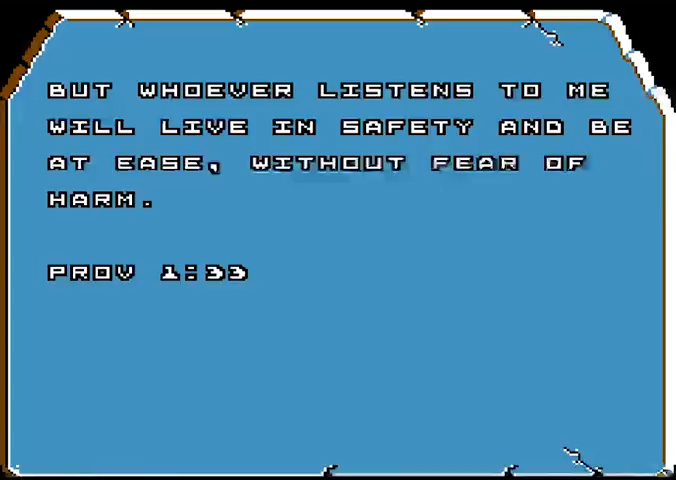 BUT WHOEVER LISTENS TO ME
WILL LIVE IN SAFETY AND BE
AT EASE, WITHOUT FEAR OF
HARM.
PROV 1:33